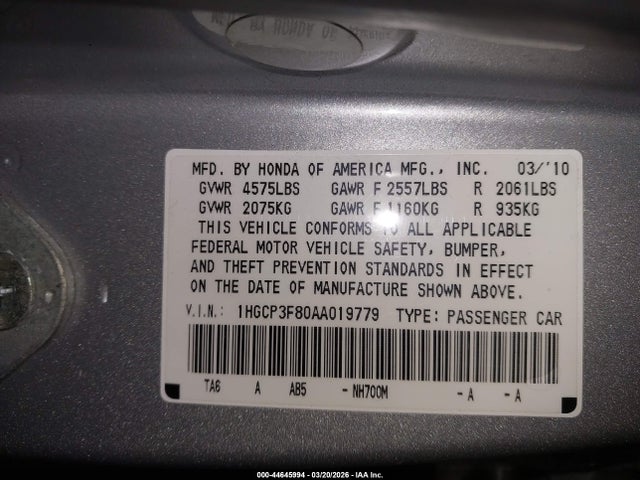 BY HONDA OF
MFD. BY HONDA OF AMERICA MFG., INC. 03/'10
GVWR 4575LBS GAWR F 2557LBS R 2061LBS
GVWR 2075KG GAWR F 1160KG R 935KG
THIS VEHICLE CONFORMS TO ALL APPLICABLE
FEDERAL MOTOR VEHICLE SAFETY, BUMPER,
AND THEFT PREVENTION STANDARDS IN EFFECT
ON THE DATE OF MANUFACTURE SHOWN ABOVE.
V.I.N.: 1HGCP3F80AA019779 TYPE: PASSENGER CAR
TA6 A AB5 - NH700M - A - A
000-44645994 | 03/20/2026 - IAA Inc.